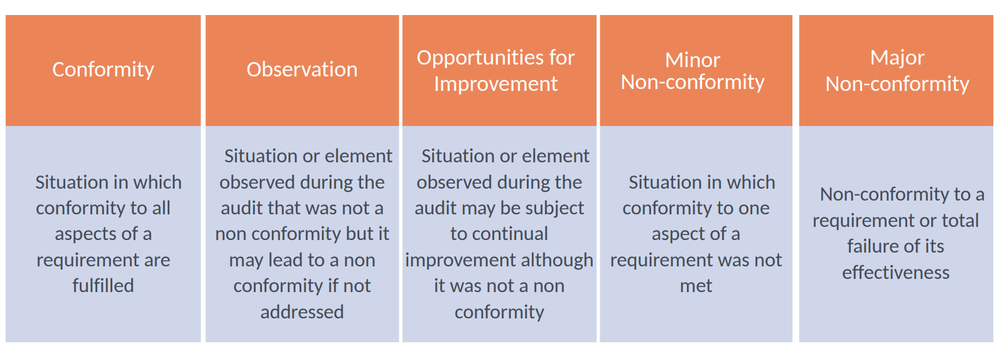 Conformity
Observation
Opportunities for
Improvement
Minor
Non-conformity
Major
Non-conformity
Situation in which
conformity to all
aspects of a
requirement are
fulfilled
Situation or element
observed during the
audit that was not a
non conformity but it
may lead to a non
conformity if not
addressed
Situation or element
observed during the
audit may be subject
to continual
improvement although
it was not a non
conformity
Situation in which
conformity to one
aspect of a
requirement was not
met
Non-conformity to a
requirement or total
failure of its
effectiveness